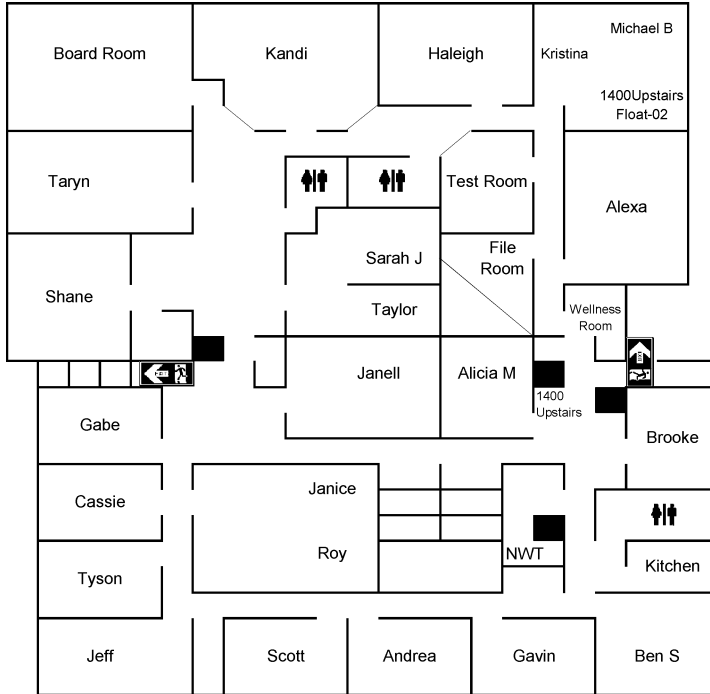 Michael B
Board Room
Kandi
Haleigh
Kristina
1400Upstairs
Float-02
Taryn
Test Room
Alexa
File
Room
Sarah J
Shane
Taylor
Wellness
Room
EXIT
EXIT
Janell
Alicia M
1400
Upstairs
Gabe
Brooke
Janice
Cassie
Roy
NWT
Kitchen
Tyson
Jeff
Scott
Andrea
Gavin
Ben S